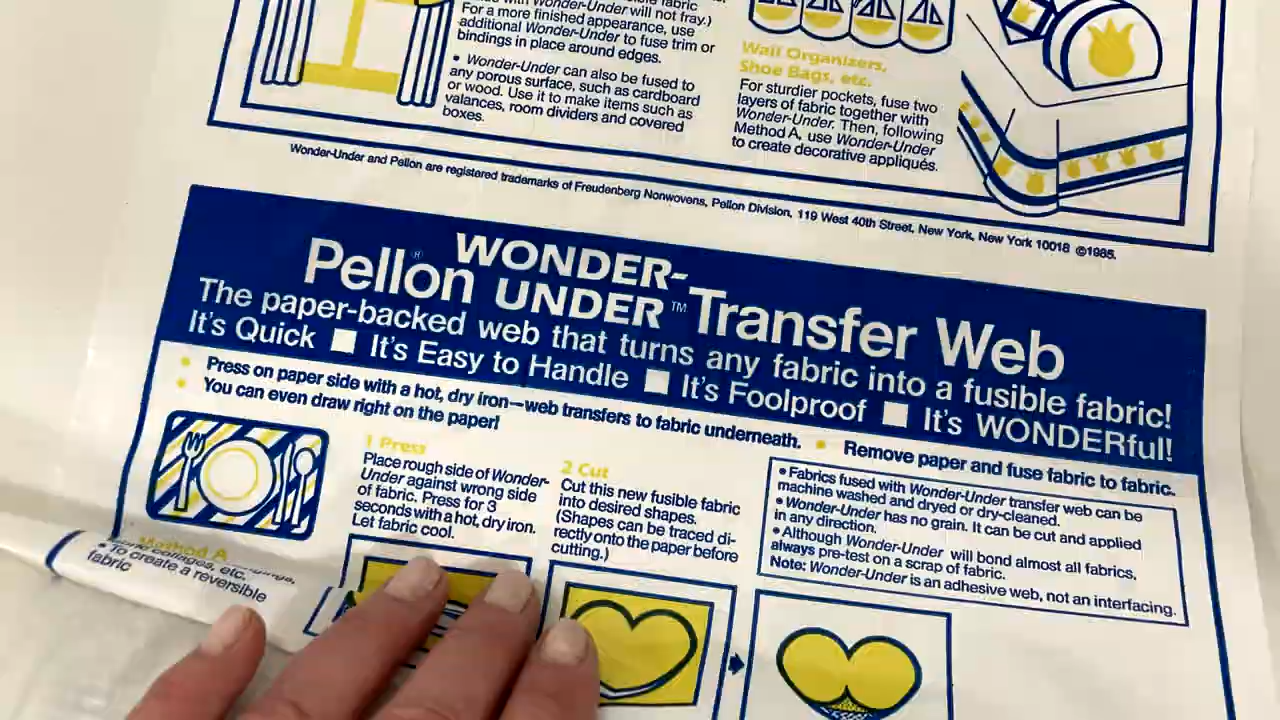 with Wonder-Under will not fray.)
For a more finished appearance, use
additional Wonder-Under to fuse trim or
bindings in place around edges.
• Wonder-Under can also be fused to
any porous surface, such as cardboard
or wood. Use it to make items such as
valances, room dividers and covered
boxes.
Wall Organizers,
Shoe Bags, etc.
For sturdier pockets, fuse two
layers of fabric together with
Wonder-Under. Then, following
Method A, use Wonder-Under
to create decorative appliqués.
Wonder-Under and Pellon are registered trademarks of Freudenberg Nonwovens, Pellon Division, 119 West 40th Street, New York, New York 10018 ©1985.
Pellon® WONDER-UNDER™ Transfer Web
The paper-backed web that turns any fabric into a fusible fabric!
It's Quick ■ It's Easy to Handle ■ It's Foolproof ■ It's WONDERful!
• Press on paper side with a hot, dry iron—web transfers to fabric underneath. • Remove paper and fuse fabric to fabric.
• You can even draw right on the paper!
1 Press
Place rough side of Wonder-
Under against wrong side
of fabric. Press for 3
seconds with a hot, dry iron.
Let fabric cool.
2 Cut
Cut this new fusible fabric
into desired shapes.
(Shapes can be traced di-
rectly onto the paper before
cutting.)
• Fabrics fused with Wonder-Under transfer web can be
machine washed and dryed or dry-cleaned.
• Wonder-Under has no grain. It can be cut and applied
in any direction.
• Although Wonder-Under will bond almost all fabrics,
always pre-test on a scrap of fabric.
Note: Wonder-Under is an adhesive web, not an interfacing.
Method A
collages, etc.
• To create a reversible
fabric